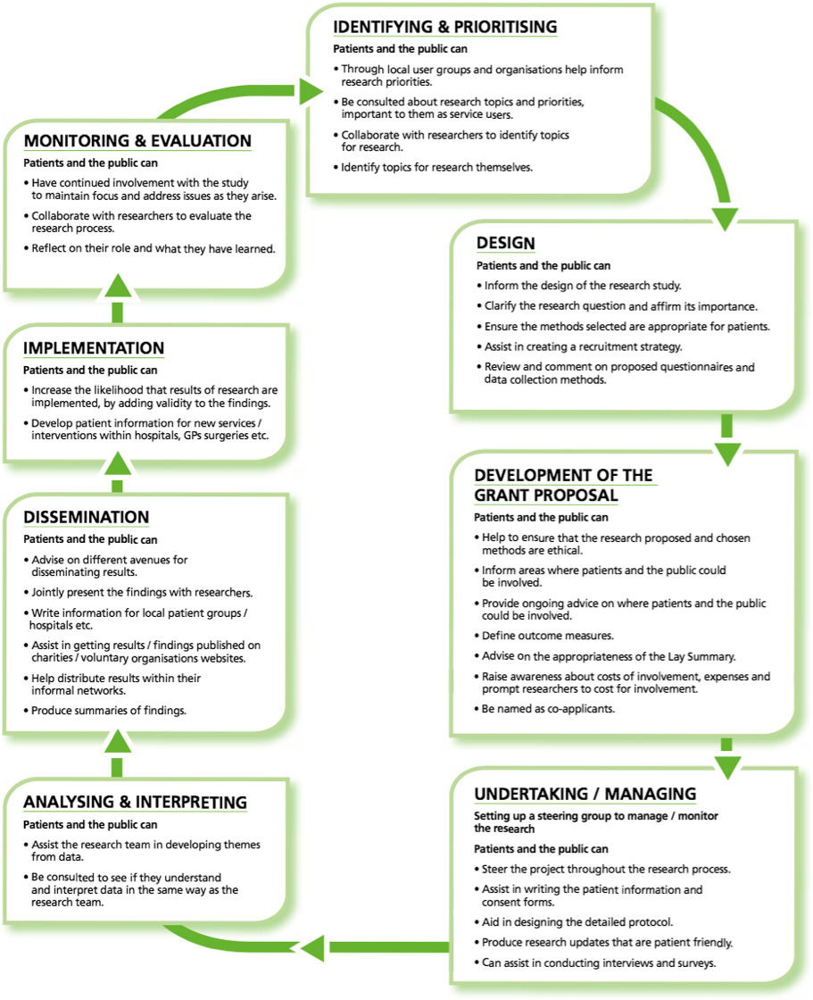 IDENTIFYING & PRIORITISING
Patients and the public can
• Through local user groups and organisations help inform
research priorities.
• Be consulted about research topics and priorities,
important to them as service users.
• Collaborate with researchers to identify topics
for research.
• Identify topics for research themselves.
DESIGN
Patients and the public can
• Inform the design of the research study.
• Clarify the research question and affirm its importance.
• Ensure the methods selected are appropriate for patients.
• Assist in creating a recruitment strategy.
• Review and comment on proposed questionnaires and
data collection methods.
DEVELOPMENT OF THE
GRANT PROPOSAL
Patients and the public can
• Help to ensure that the research proposed and chosen
methods are ethical.
• Inform areas where patients and the public could
be involved.
• Provide ongoing advice on where patients and the public
could be involved.
• Define outcome measures.
• Advise on the appropriateness of the Lay Summary.
• Raise awareness about costs of involvement, expenses and
prompt researchers to cost for involvement.
• Be named as co-applicants.
UNDERTAKING / MANAGING
Setting up a steering group to manage / monitor
the research
Patients and the public can
• Steer the project throughout the research process.
• Assist in writing the patient information and
consent forms.
• Aid in designing the detailed protocol.
• Produce research updates that are patient friendly.
• Can assist in conducting interviews and surveys.
ANALYSING & INTERPRETING
Patients and the public can
• Assist the research team in developing themes
from data.
• Be consulted to see if they understand
and interpret data in the same way as the
research team.
DISSEMINATION
Patients and the public can
• Advise on different avenues for
disseminating results.
• Jointly present the findings with researchers.
• Write information for local patient groups /
hospitals etc.
• Assist in getting results / findings published on
charities / voluntary organisations websites.
• Help distribute results within their
informal networks.
• Produce summaries of findings.
IMPLEMENTATION
Patients and the public can
• Increase the likelihood that results of research are
implemented, by adding validity to the findings.
• Develop patient information for new services /
interventions within hospitals, GPs surgeries etc.
MONITORING & EVALUATION
Patients and the public can
• Have continued involvement with the study
to maintain focus and address issues as they arise.
• Collaborate with researchers to evaluate the
research process.
• Reflect on their role and what they have learned.